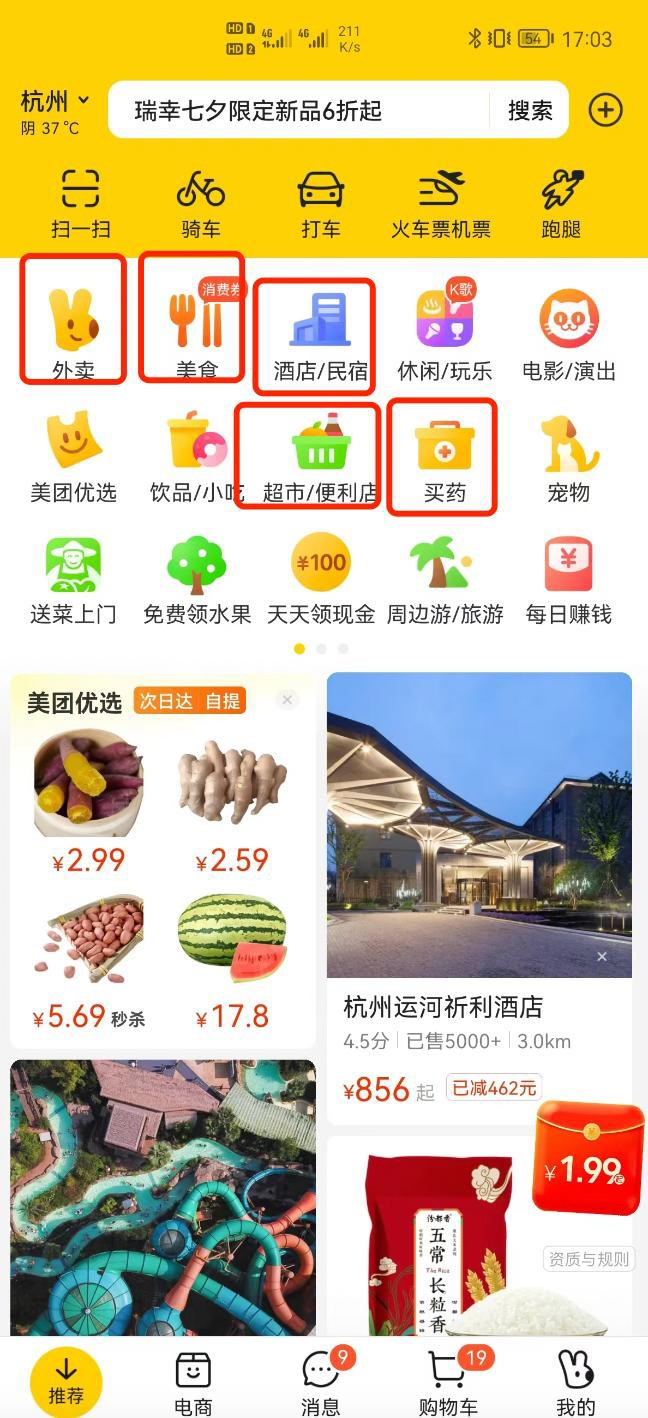 HD 1 4G 4G 211
HD 2 K/s
54 17:03
杭州
阴 37℃
瑞幸七夕限定新品6折起 搜索
扫一扫 骑车 打车 火车票机票 跑腿
消费券 K歌
外卖 美食 酒店/民宿 休闲/玩乐 电影/演出
美团优选 饮品/小吃 超市/便利店 买药 宠物
¥100
送菜上门 免费领水果 天天领现金 周边游/旅游 每日赚钱
美团优选 次日达 自提
¥2.99 ¥2.59
¥5.69 秒杀 ¥17.8
杭州运河祈利酒店
4.5分 已售5000+ 3.0km
¥856起 已减462元
¥1.99起
五常长粒香
The Rice
资质与规则
9 19
推荐 电商 消息 购物车 我的